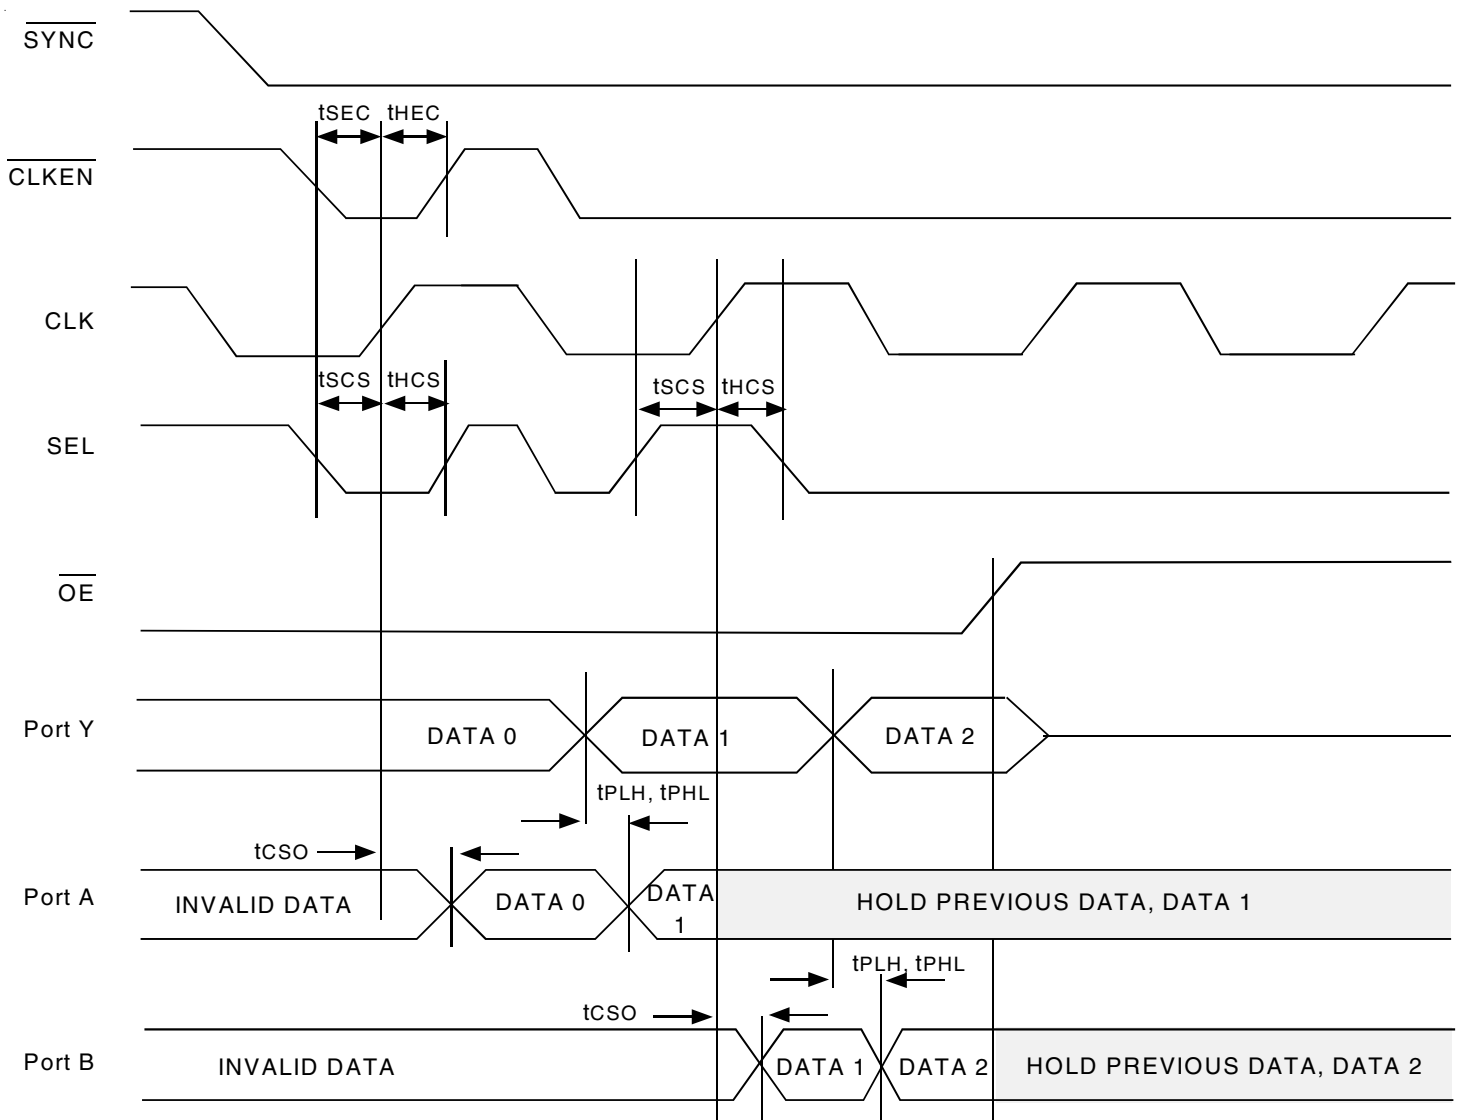 SYNC
tSEC tHEC
CLKEN
CLK
tSCS tHCS
tSCS tHCS
SEL
OE
Port Y
DATA 0
DATA 1
DATA 2
tPLH, tPHL
tCSO
Port A
INVALID DATA
DATA 0
DATA
1
HOLD PREVIOUS DATA, DATA 1
tPLH, tPHL
tCSO
Port B
INVALID DATA
DATA 1
DATA 2
HOLD PREVIOUS DATA, DATA 2